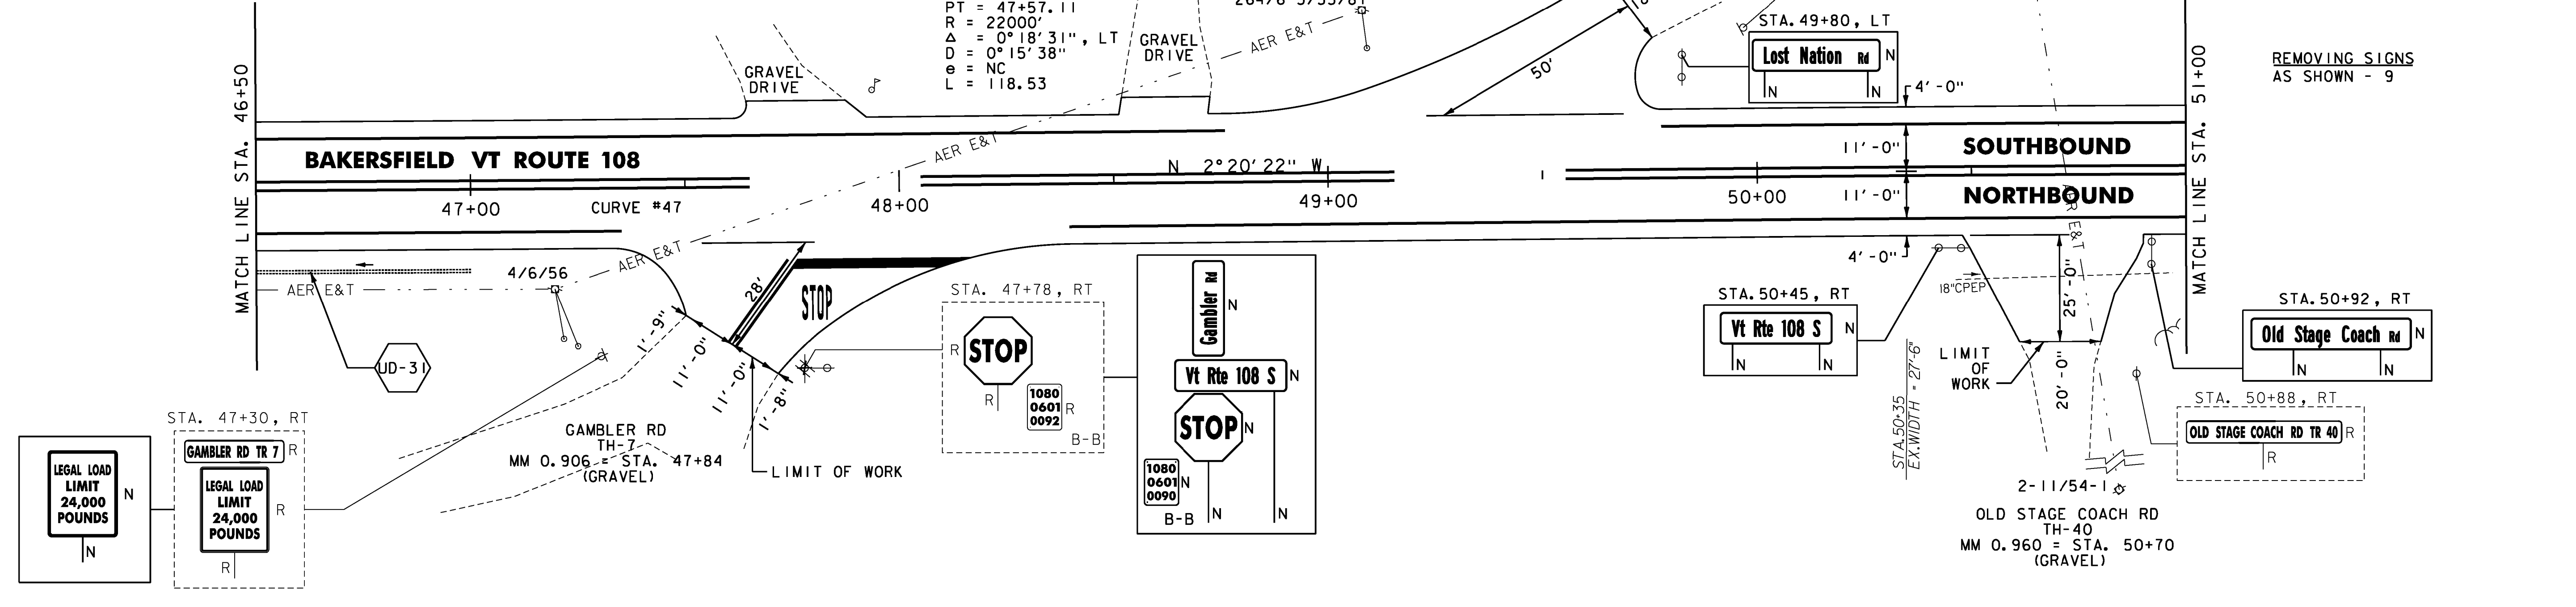 PT = 47+57.11
R = 22000'
Δ = 0°18'31", LT
D = 0°15'38"
e = NC
L = 118.53
GRAVEL
DRIVE
GRAVEL
DRIVE
AER E&T
50'
STA. 49+80, LT
Lost Nation Rd N
N N
4'-0"
REMOVING SIGNS
AS SHOWN - 9
MATCH LINE STA. 46+50
MATCH LINE STA. 51+00
BAKERSFIELD VT ROUTE 108
AER E&T
N 2°20'22" W
11'-0"
SOUTHBOUND
47+00
CURVE #47
48+00
49+00
50+00
11'-0"
NORTHBOUND
AER E&T
4'-0"
AER E&T
4/6/56
AER E&T
UD-31
28'
STOP
1'-9"
11'-0"
11'-0"
1'-8"
STA. 47+30, RT
GAMBLER RD TR 7 R
LEGAL LOAD
LIMIT
24,000
POUNDS
R
R
LEGAL LOAD
LIMIT
24,000
POUNDS
N
N
GAMBLER RD
TH-7
MM 0.906 = STA. 47+84
(GRAVEL)
LIMIT OF WORK
STA. 47+78, RT
R STOP
R
1080
0601
0092
R
B-B
Gambler Rd N
Vt Rte 108 S N
STOP N
1080
0601
0090
N
B-B N N
STA. 50+45, RT
Vt Rte 108 S N
N N
18"CPEP
25'-0"
STA. 50+35
EX.WIDTH = 27'-6"
LIMIT
OF
WORK
20'-0"
STA. 50+92, RT
Old Stage Coach Rd N
N N
STA. 50+88, RT
OLD STAGE COACH RD TR 40 R
R
2-11/54-1
OLD STAGE COACH RD
TH-40
MM 0.960 = STA. 50+70
(GRAVEL)